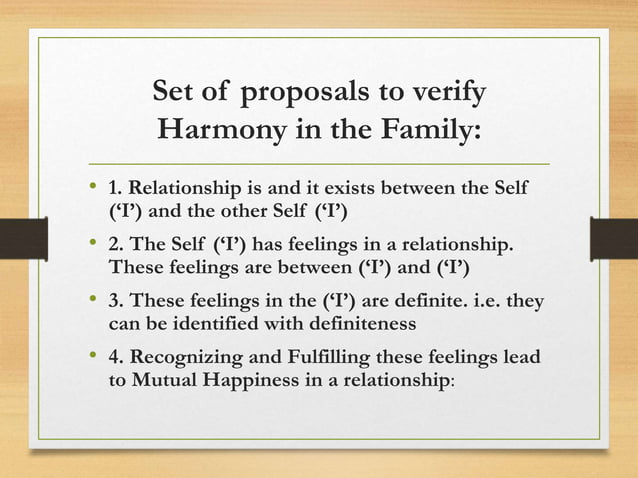 Set of proposals to verify
Harmony in the Family:
• 1. Relationship is and it exists between the Self
(‘I’) and the other Self (‘I’)
• 2. The Self (‘I’) has feelings in a relationship.
These feelings are between (‘I’) and (‘I’)
• 3. These feelings in the (‘I’) are definite. i.e. they
can be identified with definiteness
• 4. Recognizing and Fulfilling these feelings lead
to Mutual Happiness in a relationship: